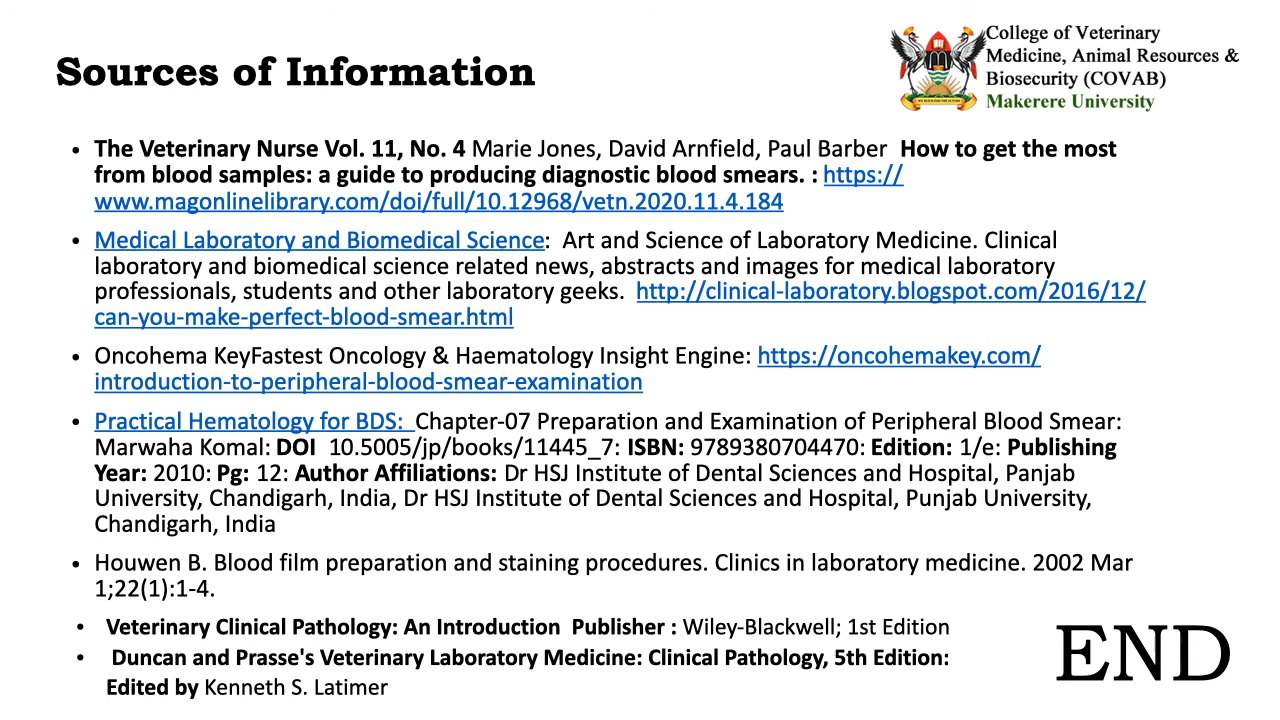 Sources of Information
College of Veterinary
Medicine, Animal Resources &
Biosecurity (COVAB)
Makerere University
• The Veterinary Nurse Vol. 11, No. 4 Marie Jones, David Arnfield, Paul Barber  How to get the most
from blood samples: a guide to producing diagnostic blood smears. : https://
www.magonlinelibrary.com/doi/full/10.12968/vetn.2020.11.4.184
• Medical Laboratory and Biomedical Science:  Art and Science of Laboratory Medicine. Clinical
laboratory and biomedical science related news, abstracts and images for medical laboratory
professionals, students and other laboratory geeks.  http://clinical-laboratory.blogspot.com/2016/12/
can-you-make-perfect-blood-smear.html
• Oncohema KeyFastest Oncology & Haematology Insight Engine: https://oncohemakey.com/
introduction-to-peripheral-blood-smear-examination
• Practical Hematology for BDS:  Chapter-07 Preparation and Examination of Peripheral Blood Smear:
Marwaha Komal: DOI  10.5005/jp/books/11445_7: ISBN: 9789380704470: Edition: 1/e: Publishing
Year: 2010: Pg: 12: Author Affiliations: Dr HSJ Institute of Dental Sciences and Hospital, Panjab
University, Chandigarh, India, Dr HSJ Institute of Dental Sciences and Hospital, Punjab University,
Chandigarh, India
• Houwen B. Blood film preparation and staining procedures. Clinics in laboratory medicine. 2002 Mar
1;22(1):1-4.
• Veterinary Clinical Pathology: An Introduction  Publisher : Wiley-Blackwell; 1st Edition
• Duncan and Prasse's Veterinary Laboratory Medicine: Clinical Pathology, 5th Edition:
Edited by Kenneth S. Latimer
END